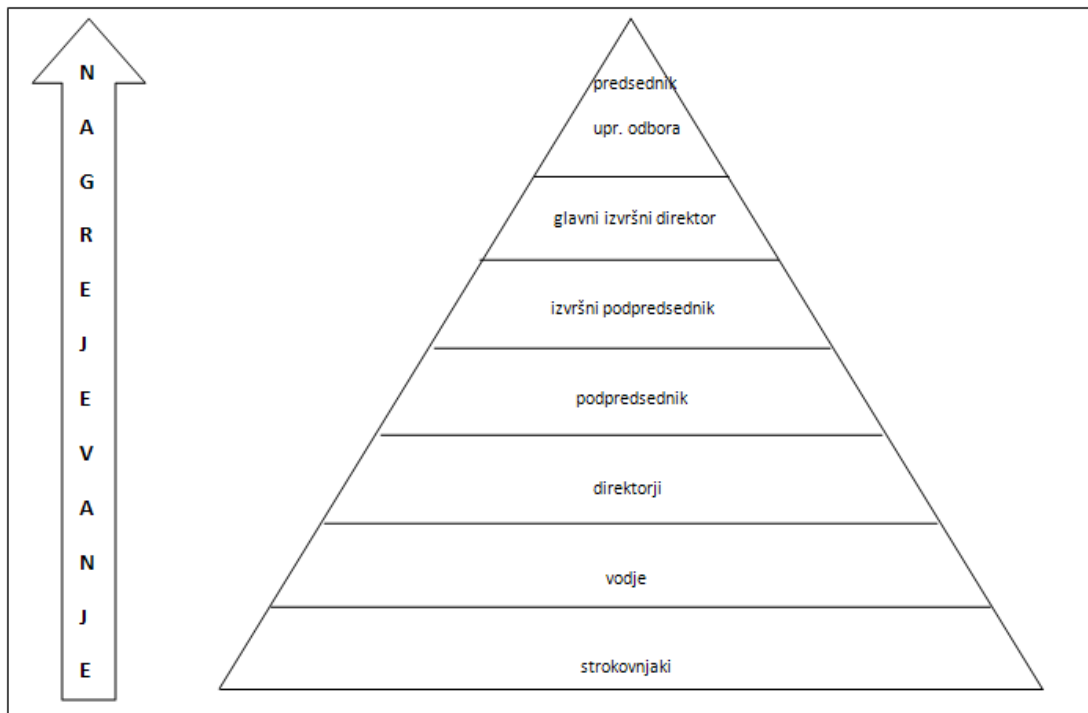 N
A
G
R
E
J
E
V
A
N
J
E
predsednik
upr. odbora
glavni izvršni direktor
izvršni podpredsednik
podpredsednik
direktorji
vodje
strokovnjaki